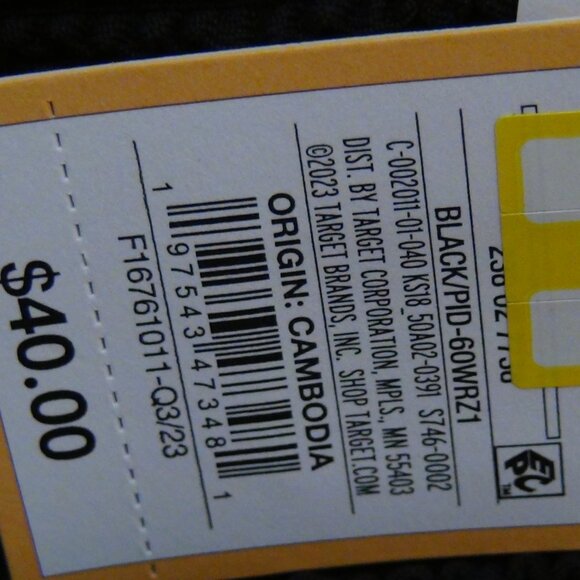 BLACK/PID-60WRZ1
C-002011-01-040 KS18_50A02-0391 S746-0002
DIST. BY TARGET CORPORATION, MPLS., MN 55403
©2023 TARGET BRANDS, INC. SHOP TARGET.COM
ORIGIN: CAMBODIA
1 97543 47348 1
F16761011-Q3/23
$40.00